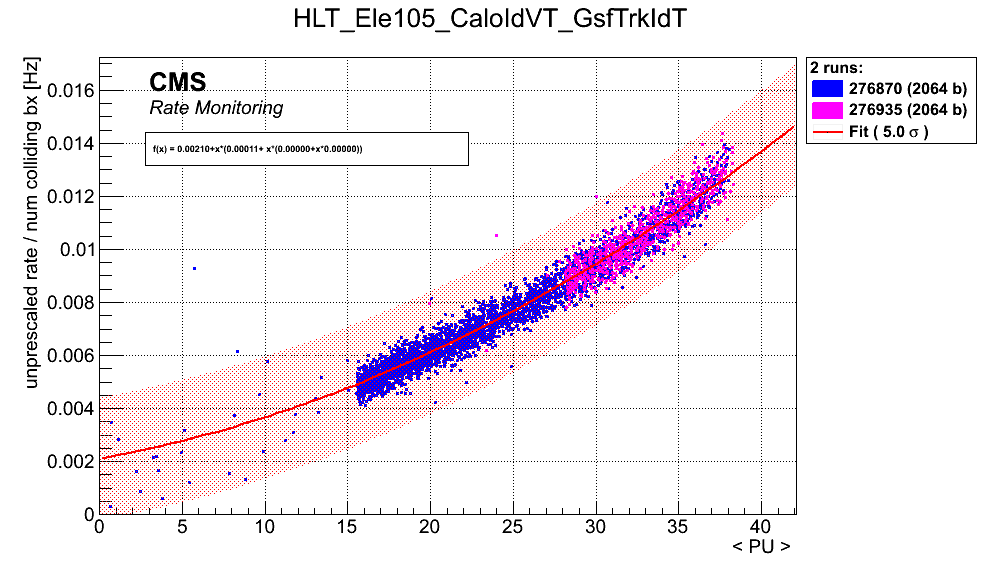 HLT_Ele105_CaloIdVT_GsfTrkIdT
unprescaled rate / num colliding bx [Hz]
CMS
Rate Monitoring
f(x) = 0.00210+x*(0.00011+ x*(0.00000+x*0.00000))
2 runs:
276870 (2064 b)
276935 (2064 b)
Fit ( 5.0 σ )
0.016
0.014
0.012
0.01
0.008
0.006
0.004
0.002
0
0 5 10 15 20 25 30 35 40
< PU >